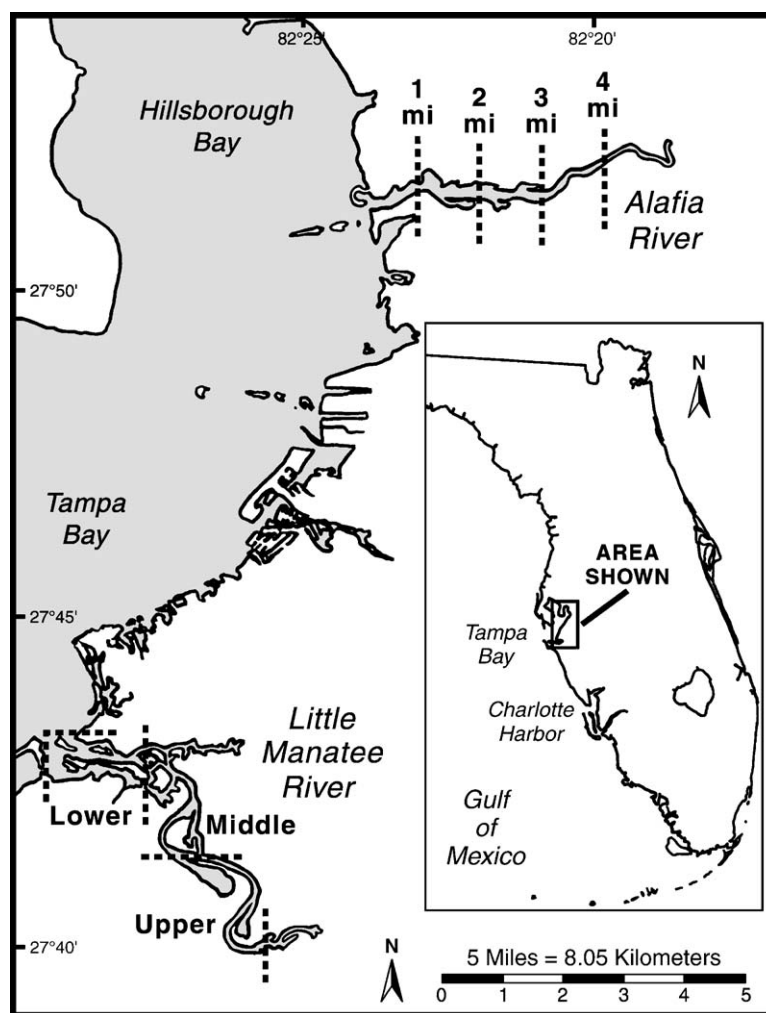 82°25'
82°20'
Hillsborough
Bay
1
mi
2
mi
3
mi
4
mi
Alafia
River
27°50'
N
Tampa
Bay
AREA
SHOWN
27°45'
Tampa
Bay
Charlotte
Harbor
Little
Manatee
River
Gulf
of
Mexico
Lower
Middle
Upper
27°40'
N
5 Miles = 8.05 Kilometers
0 1 2 3 4 5